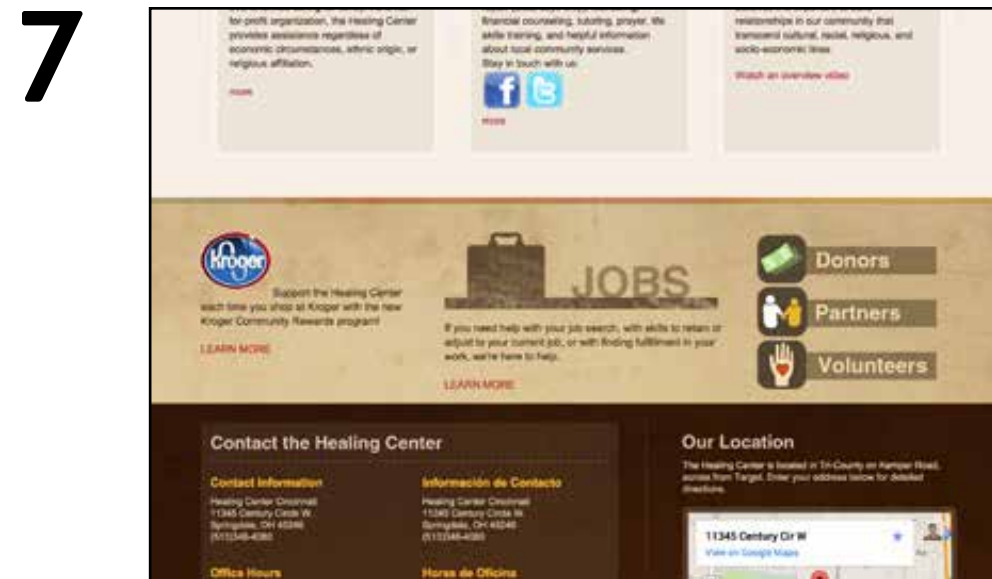 7
for-profit organization, the Healing Center
provides assistance regardless of
economic circumstances, ethnic origin, or
religious affiliation.
more
financial counseling, tutoring, prayer, life
skills training, and helpful information
about local community services.
Stay in touch with us:
more
relationships in our community that
transcend cultural, racial, religious, and
socio-economic lines.
Watch an overview video
Kroger
Support the Healing Center
each time you shop at Kroger with the new
Kroger Community Rewards program!
LEARN MORE
JOBS
If you need help with your job search, with skills to retain or
adjust to your current job, or with finding fulfillment in your
work, we're here to help.
LEARN MORE
Donors
Partners
Volunteers
Contact the Healing Center
Contact Information
Healing Center Cincinnati
11345 Century Circle W.
Springdale, OH 45246
Información de Contacto
Healing Center Cincinnati
11345 Century Circle W.
Springdale, OH 45246
Office Hours
Horas de Oficina
Our Location
The Healing Center is located in Tri-County on Kemper Road,
across from Target. Enter your address below for detailed
directions.
11345 Century Cir W
View on Google Maps